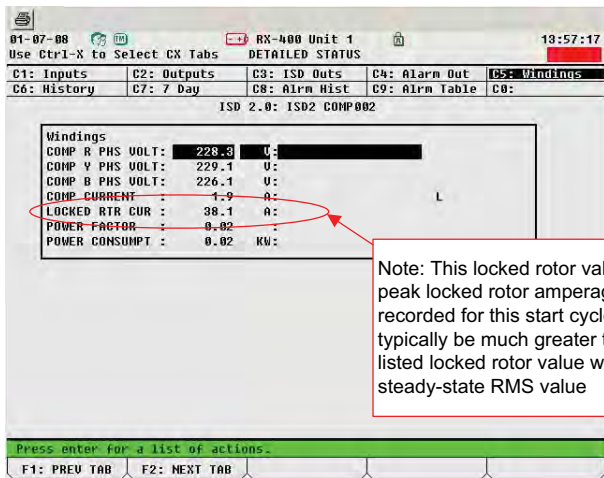 01-07-08 RX-400 Unit 1 13:57:17
Use Ctrl-X to Select CX Tabs DETAILED STATUS
C1: Inputs C2: Outputs C3: ISD Outs C4: Alarm Out C5: Windings
C6: History C7: 7 Day C8: Alrm Hist C9: Alrm Table C0:
ISD 2.0: ISD2 COMP002
Windings
COMP R PHS VOLT: 228.3 V:
COMP Y PHS VOLT: 229.1 V:
COMP B PHS VOLT: 226.1 V:
COMP CURRENT : 1.9 A: L
LOCKED RTR CUR : 38.1 A:
POWER FACTOR : 0.02 :
POWER CONSUMPT : 0.02 KW:
Note: This locked rotor val
peak locked rotor amperag
recorded for this start cycl
typically be much greater t
listed locked rotor value w
steady-state RMS value
Press enter for a list of actions.
F1: PREV TAB F2: NEXT TAB